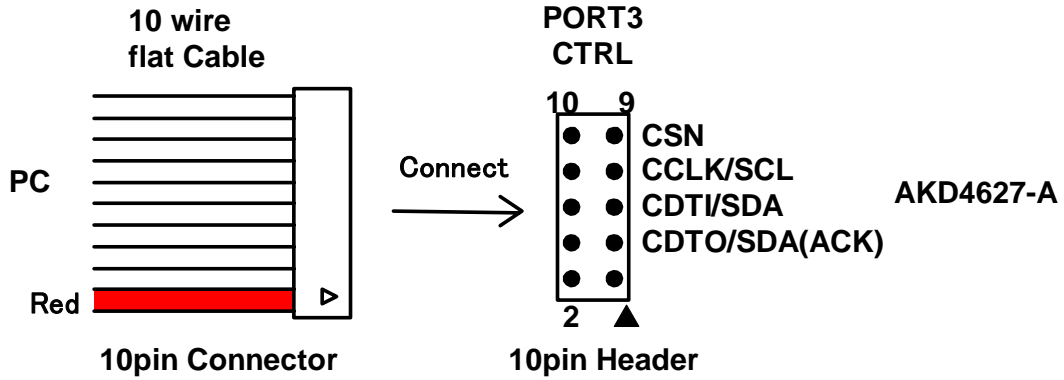 10 wire
flat Cable
PC
Red
10pin Connector
Connect
PORT3
CTRL
10 9
CSN
CCLK/SCL
CDTI/SDA
CDTO/SDA(ACK)
2
10pin Header
AKD4627-A